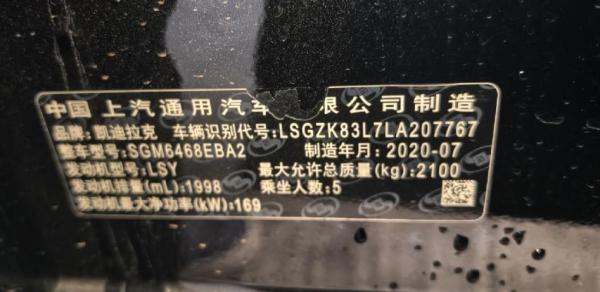 中国 上汽通用汽车 限公司制造
品牌: 凯迪拉克 车辆识别代号: LSGZK83L7LA207767
整车型号: SGM6468EBA2 制造年月: 2020-07
发动机型号: LSY 最大允许总质量(kg): 2100
发动机排量(mL): 1998 乘坐人数: 5
发动机最大净功率(kW): 169